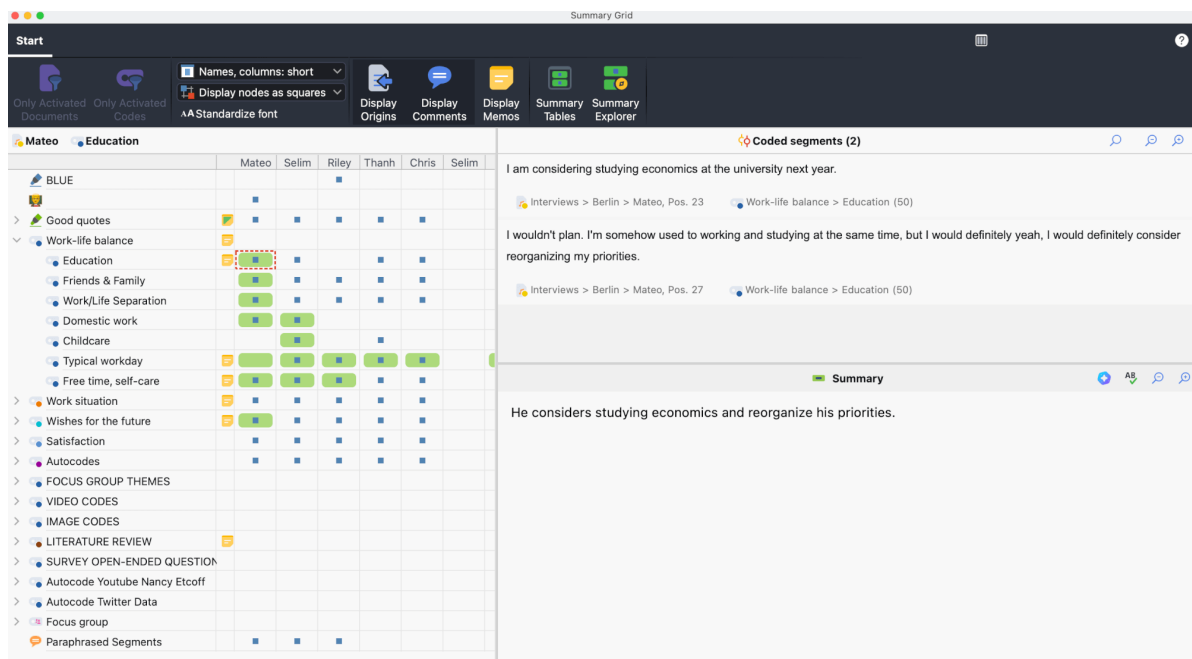 Summary Grid
Start
?
Only Activated Documents
Only Activated Codes
Names, columns: short
Display nodes as squares
AA Standardize font
Display Origins
Display Comments
Display Memos
Summary Tables
Summary Explorer
Mateo Education
Mateo Selim Riley Thanh Chris Selim
BLUE
Good quotes
Work-life balance
Education
Friends & Family
Work/Life Separation
Domestic work
Childcare
Typical workday
Free time, self-care
Work situation
Wishes for the future
Satisfaction
Autocodes
FOCUS GROUP THEMES
VIDEO CODES
IMAGE CODES
LITERATURE REVIEW
SURVEY OPEN-ENDED QUESTION
Autocode Youtube Nancy Etcoff
Autocode Twitter Data
Focus group
Paraphrased Segments
Coded segments (2)
I am considering studying economics at the university next year.
Interviews > Berlin > Mateo, Pos. 23 Work-life balance > Education (50)
I wouldn't plan. I'm somehow used to working and studying at the same time, but I would definitely yeah, I would definitely consider
reorganizing my priorities.
Interviews > Berlin > Mateo, Pos. 27 Work-life balance > Education (50)
Summary
AB
He considers studying economics and reorganize his priorities.